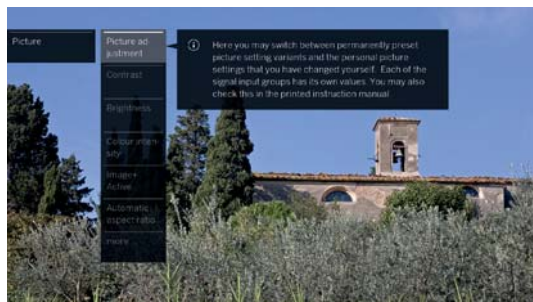 Picture
Picture ad-
justment
Contrast
Brightness
Colour inten-
sity
Image+
Active
Automatic
aspect ratio
more
Here you may switch between permanently preset
picture setting variants and the personal picture
settings that you have changed yourself. Each of the
signal input groups has its own values. You may also
check this in the printed instruction manual